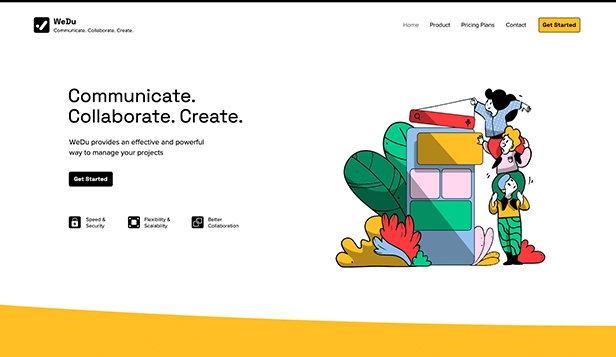 WeDu
Communicate. Collaborate. Create.
Home Product Pricing Plans Contact Get Started
Communicate.
Collaborate. Create.
WeDu provides an effective and powerful
way to manage your projects
Get Started
Speed &
Security
Flexibility &
Scalability
Better
Collaboration